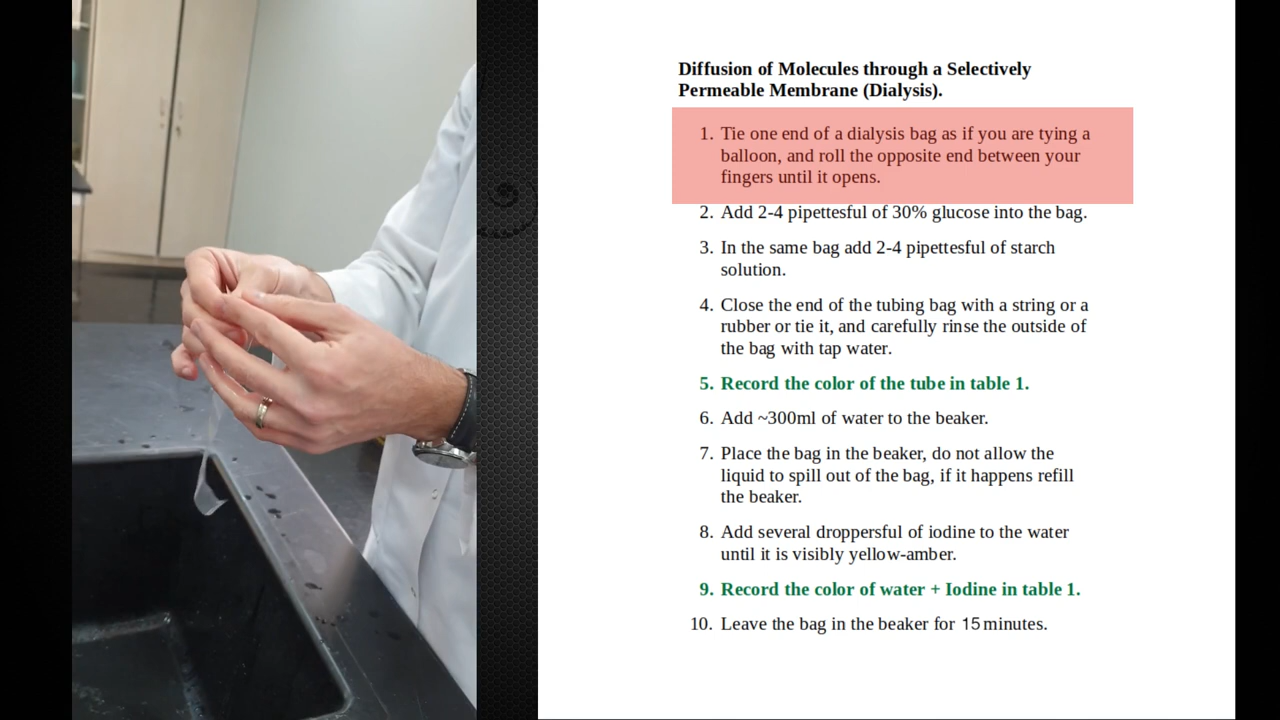 Diffusion of Molecules through a Selectively
Permeable Membrane (Dialysis).
1. Tie one end of a dialysis bag as if you are tying a
balloon, and roll the opposite end between your
fingers until it opens.
2. Add 2-4 pipettesful of 30% glucose into the bag.
3. In the same bag add 2-4 pipettesful of starch
solution.
4. Close the end of the tubing bag with a string or a
rubber or tie it, and carefully rinse the outside of
the bag with tap water.
5. Record the color of the tube in table 1.
6. Add ~300ml of water to the beaker.
7. Place the bag in the beaker, do not allow the
liquid to spill out of the bag, if it happens refill
the beaker.
8. Add several droppersful of iodine to the water
until it is visibly yellow-amber.
9. Record the color of water + Iodine in table 1.
10. Leave the bag in the beaker for 15 minutes.